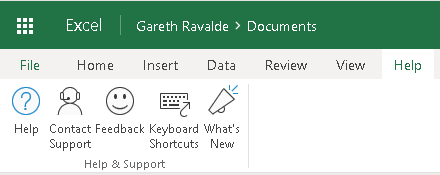 Excel Gareth Ravalde > Documents
File Home Insert Data Review View Help
? Help Contact Support Feedback Keyboard Shortcuts What's New
Help & Support